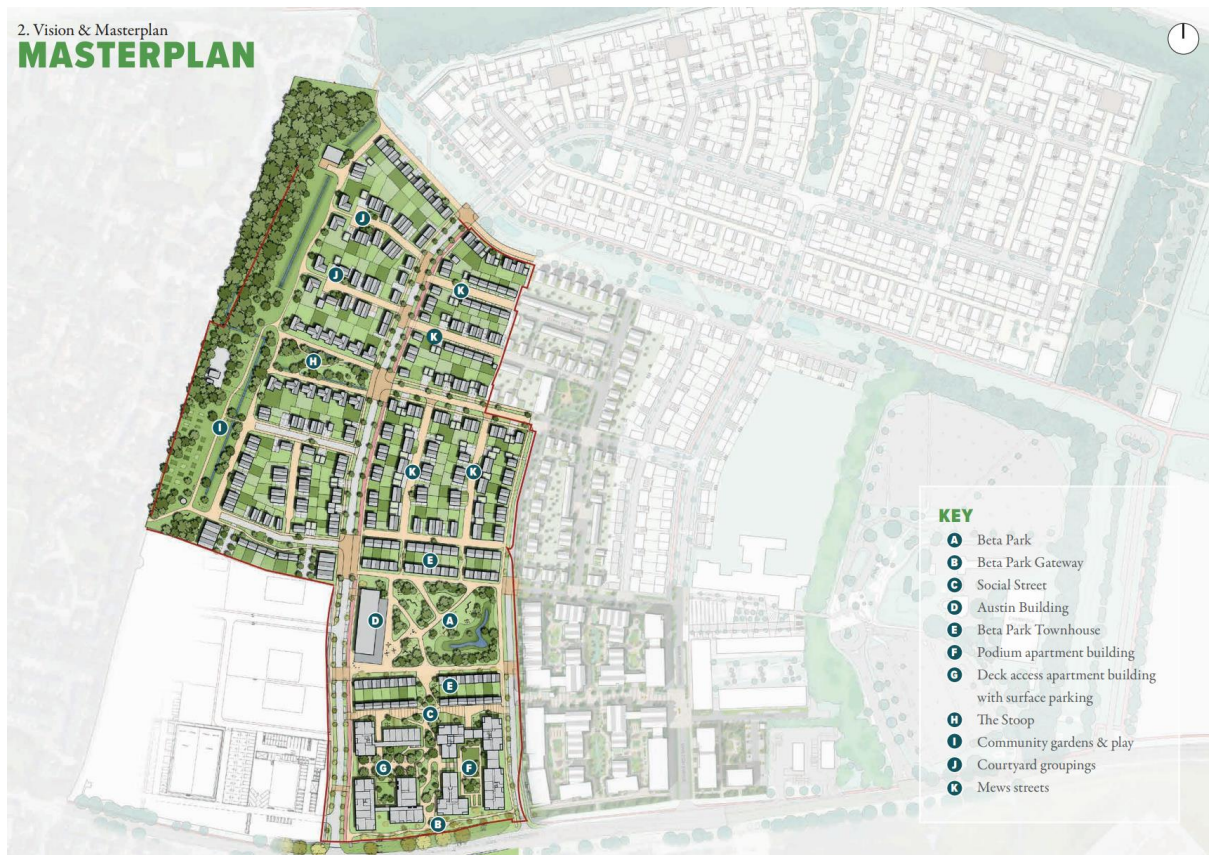 2. Vision & Masterplan
MASTERPLAN
J
J
K
K
H
I
K
K
E
D
A
E
C
G
F
B
KEY
A Beta Park
B Beta Park Gateway
C Social Street
D Austin Building
E Beta Park Townhouse
F Podium apartment building
G Deck access apartment building
with surface parking
H The Stoop
I Community gardens & play
J Courtyard groupings
K Mews streets